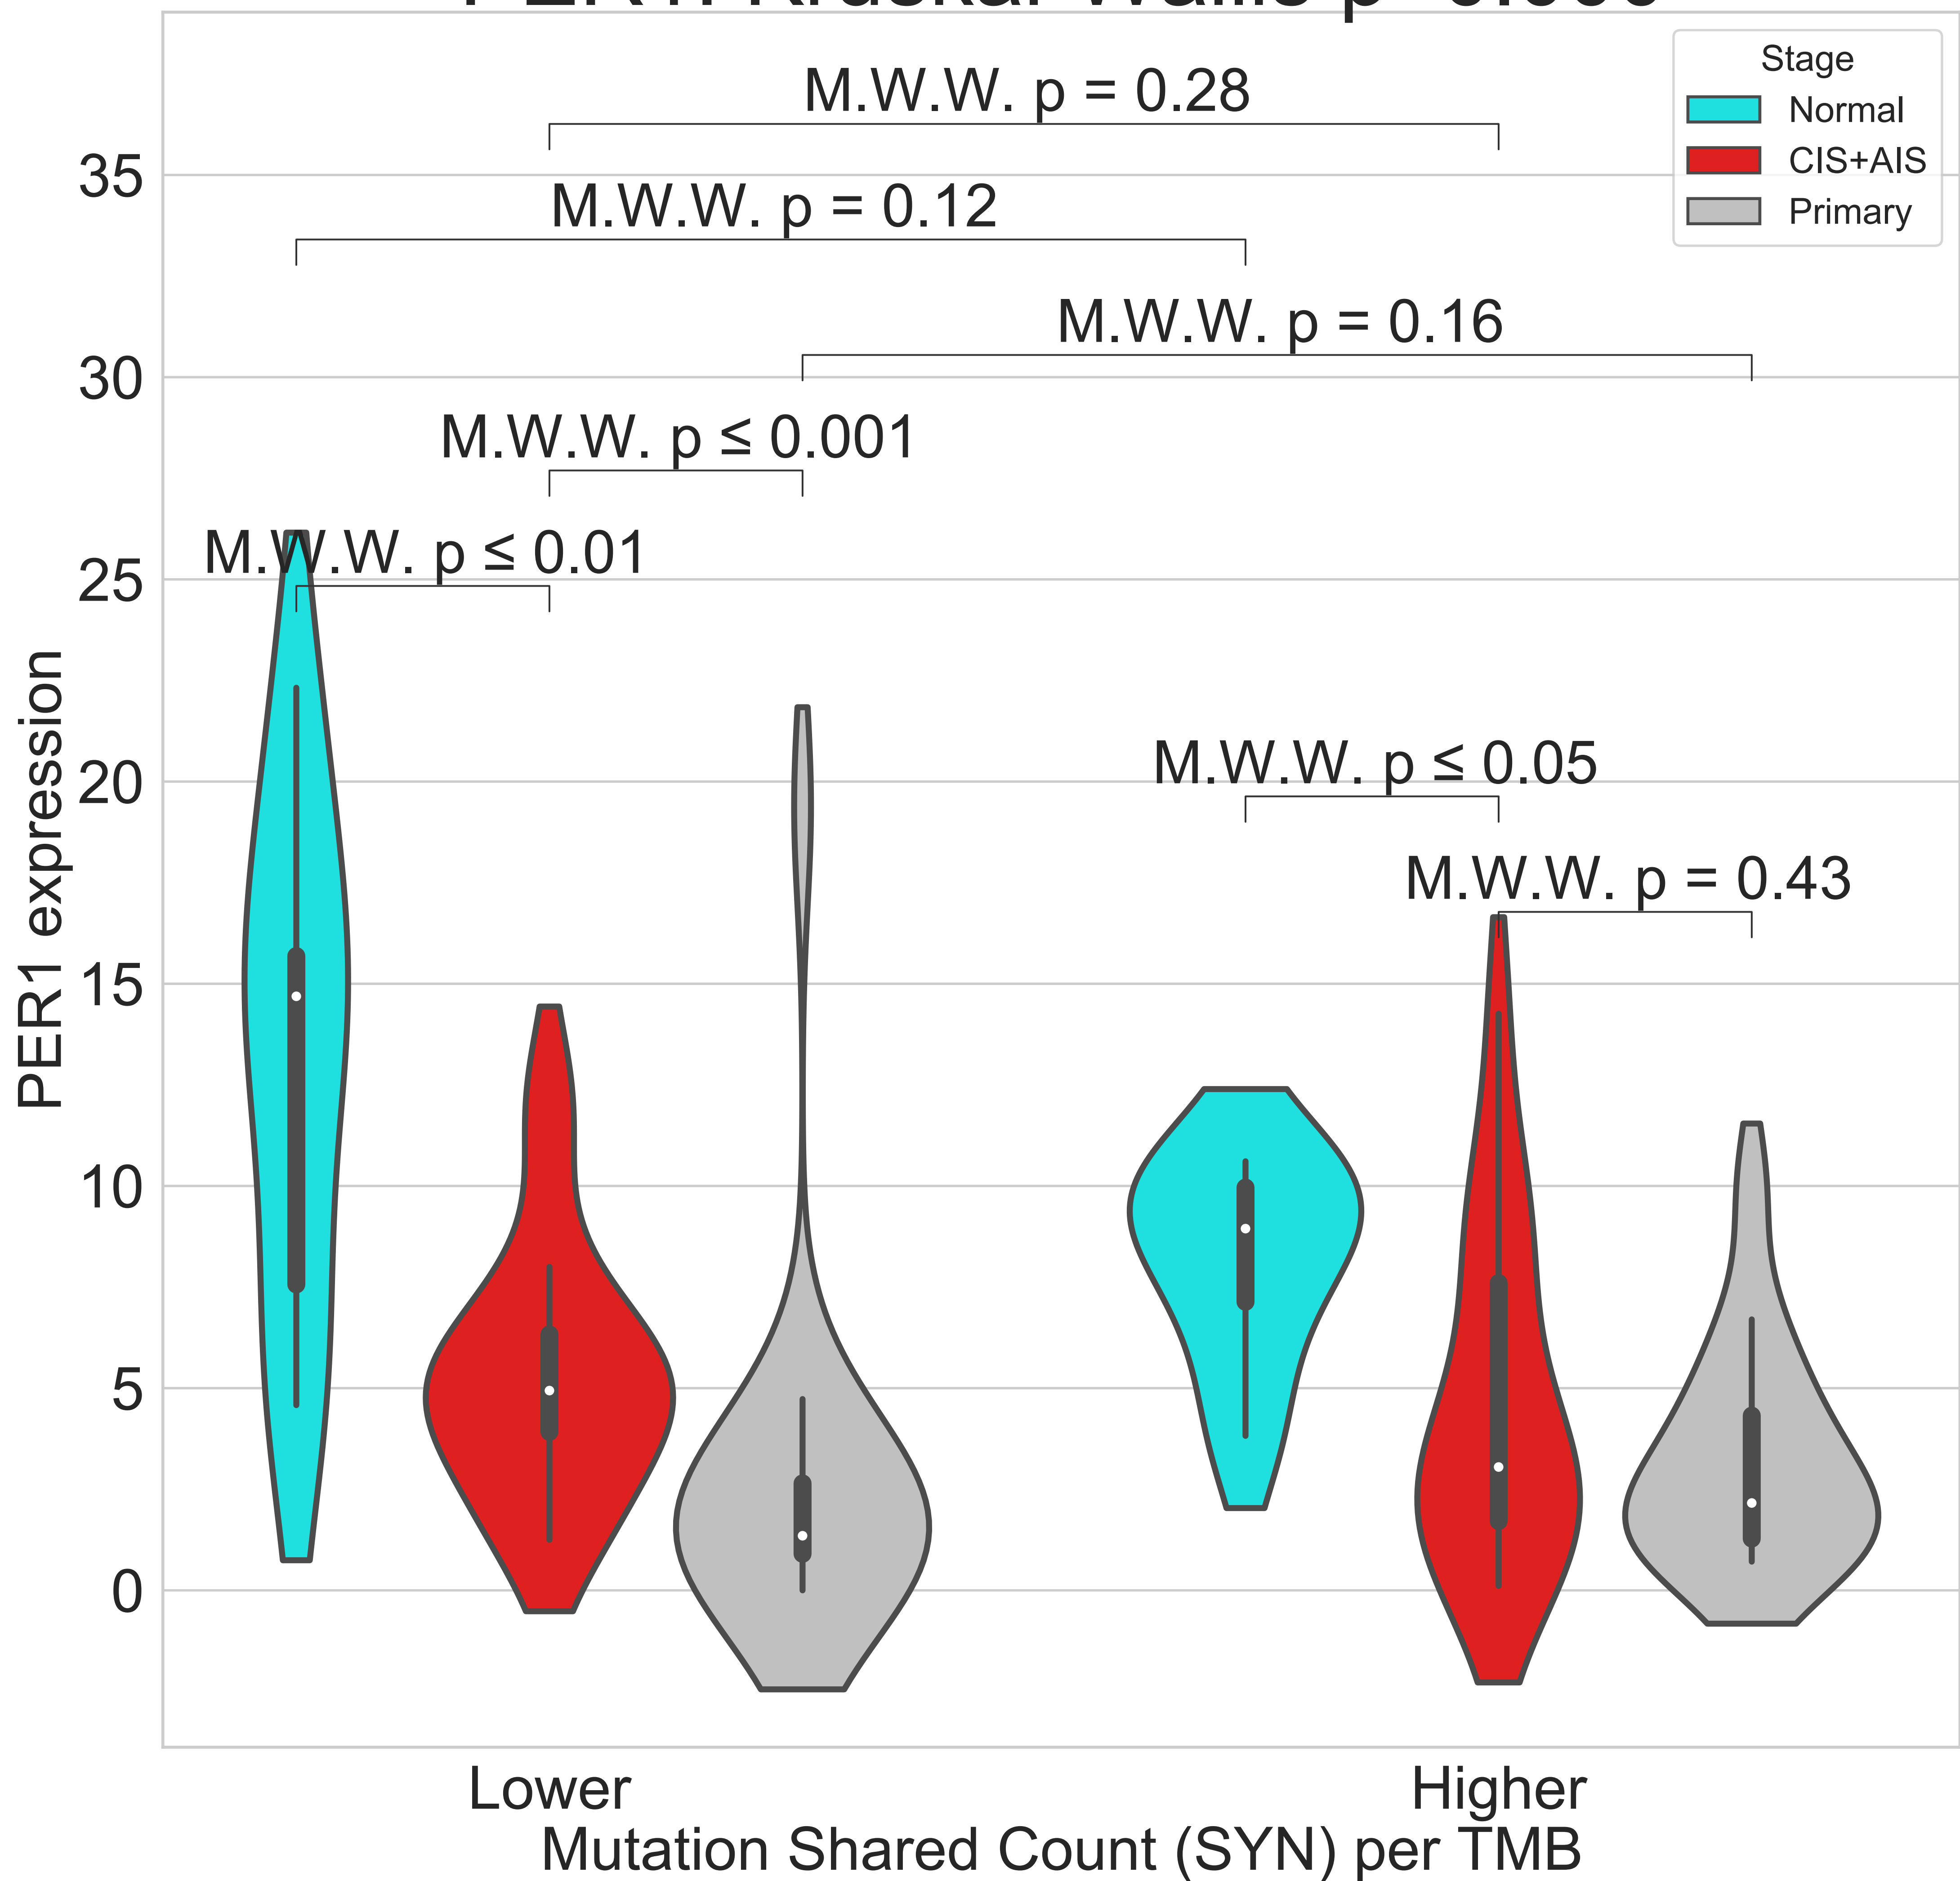 Stage
Normal
CIS+AIS
Primary
M.W.W. p = 0.28
M.W.W. p = 0.12
M.W.W. p = 0.16
M.W.W. p ≤ 0.001
M.W.W. p ≤ 0.01
M.W.W. p ≤ 0.05
M.W.W. p = 0.43
35
30
25
20
15
10
5
0
PER1 expression
Lower
Higher
Mutation Shared Count (SYN) per TMB